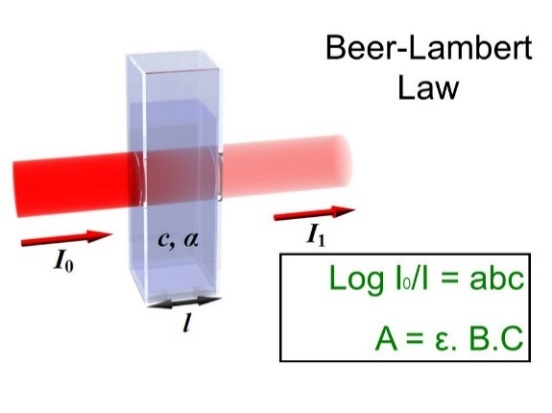 Beer-Lambert
Law
c, α
I₀
I₁
l
Log I₀/I = abc
A = ε. B.C